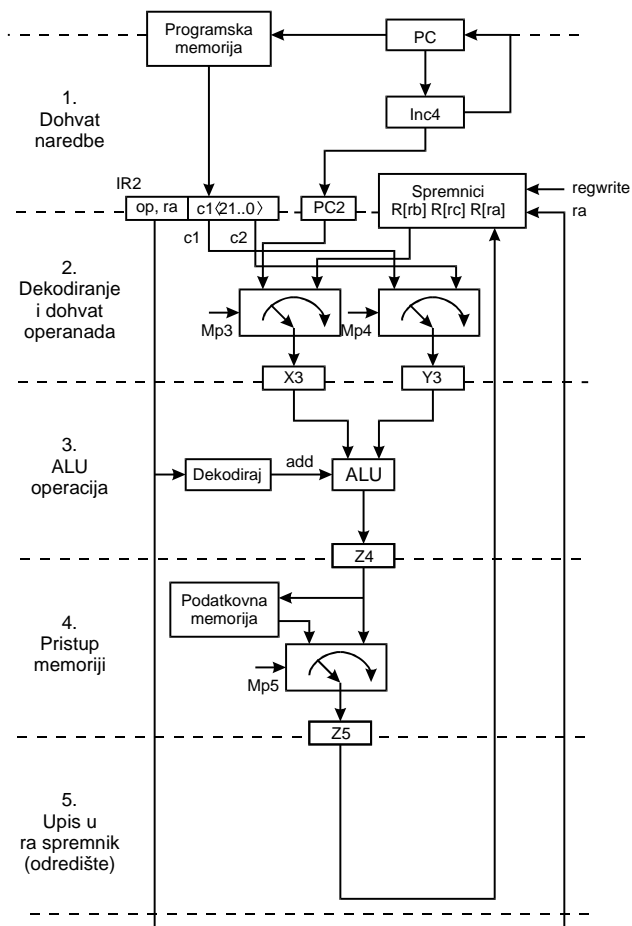 Programska
memorija
PC
1.
Dohvat
naredbe
Inc4
IR2
op, ra
c1〈21..0〉
PC2
Spremnici
R[rb] R[rc] R[ra]
regwrite
ra
c1
c2
2.
Dekodiranje
i dohvat
operanada
Mp3
Mp4
X3
Y3
3.
ALU
operacija
Dekodiraj
add
ALU
Z4
4.
Pristup
memoriji
Podatkovna
memorija
Mp5
Z5
5.
Upis u
ra spremnik
(odredište)